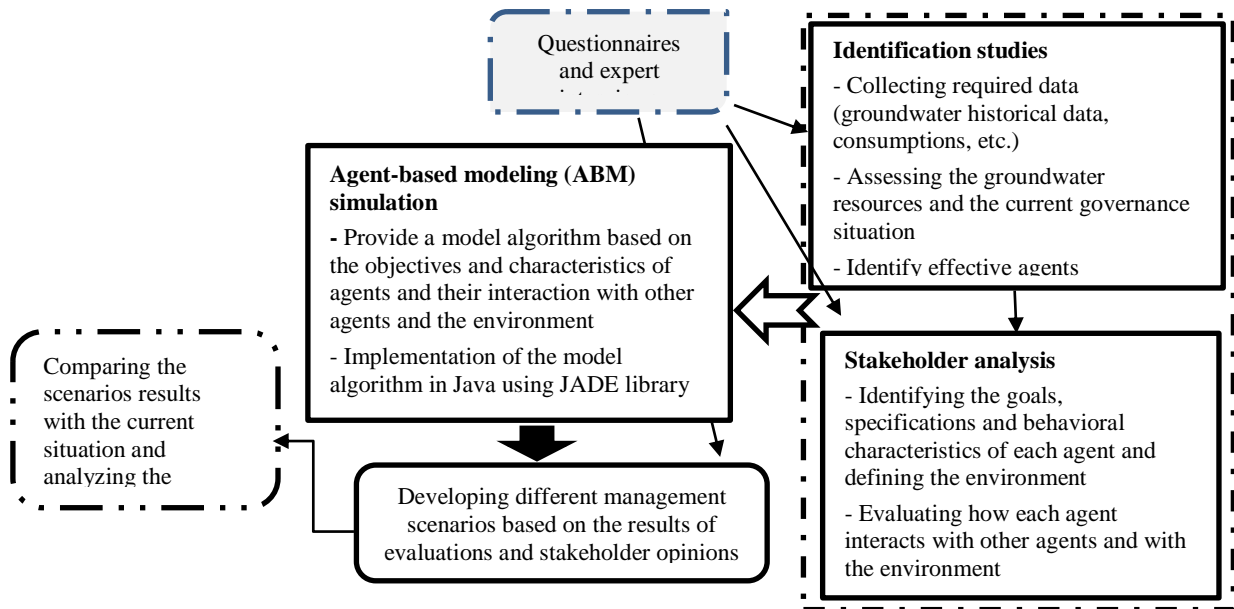 Questionnaires
and expert
Identification studies
- Collecting required data
(groundwater historical data,
consumptions, etc.)
- Assessing the groundwater
resources and the current governance
situation
- Identify effective agents
Agent-based modeling (ABM)
simulation
- Provide a model algorithm based on
the objectives and characteristics of
agents and their interaction with other
agents and the environment
- Implementation of the model
algorithm in Java using JADE library
Stakeholder analysis
- Identifying the goals,
specifications and behavioral
characteristics of each agent and
defining the environment
- Evaluating how each agent
interacts with other agents and with
the environment
Comparing the
scenarios results
with the current
situation and
analyzing the
Developing different management
scenarios based on the results of
evaluations and stakeholder opinions